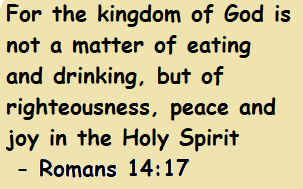 For the kingdom of God is
not a matter of eating
and drinking, but of
righteousness, peace and
joy in the Holy Spirit
- Romans 14:17